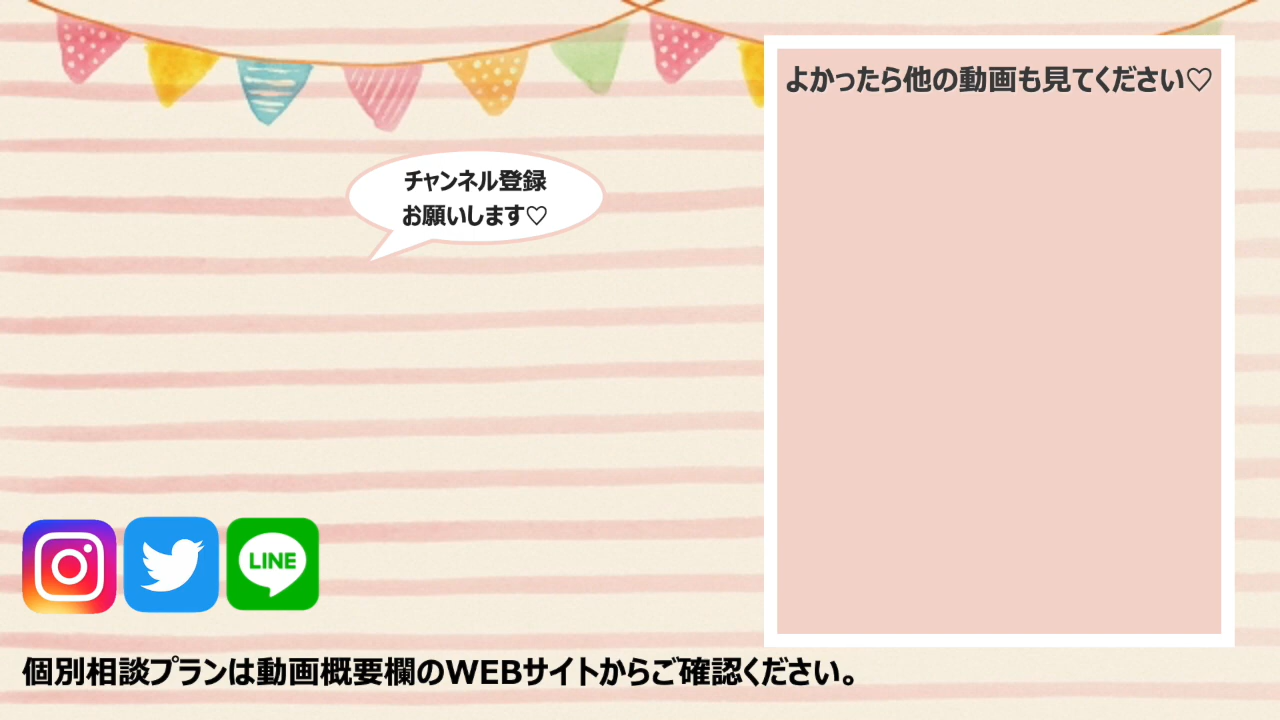 よかったら他の動画も見てください♡
チャンネル登録
お願いします♡
LINE
個別相談プランは動画概要欄のWEBサイトからご確認ください。